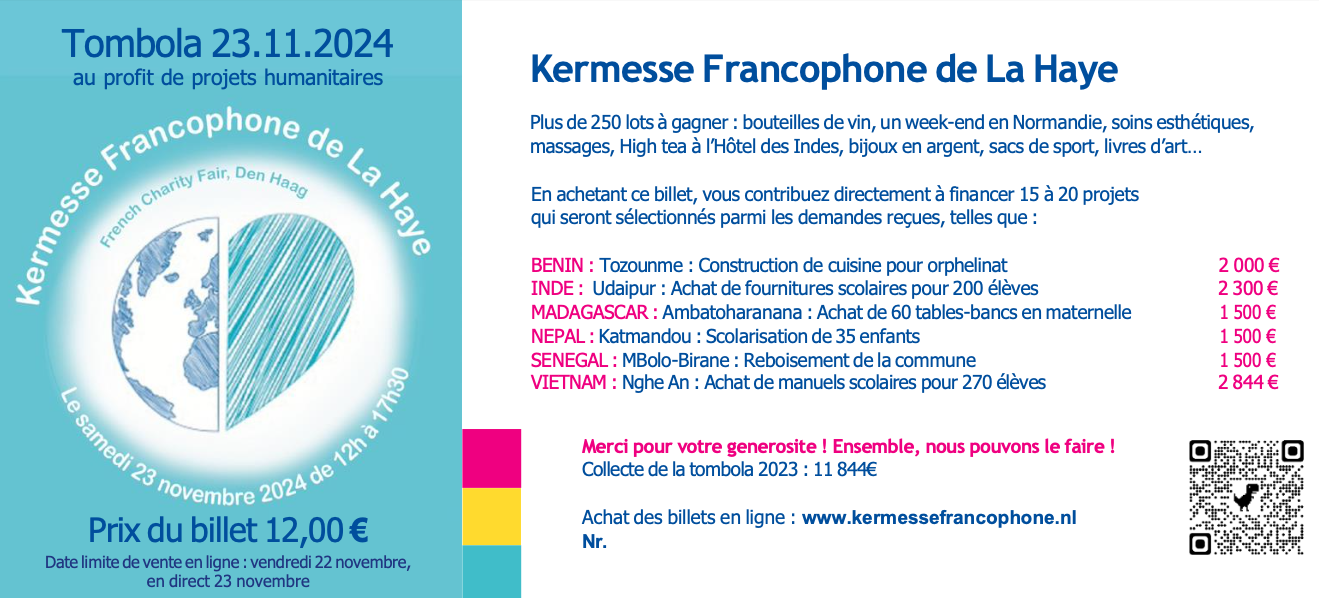 Tombola 23.11.2024
au profit de projets humanitaires
Kermesse Francophone de La Haye
French Charity Fair, Den Haag
Le samedi 23 novembre 2024 de 12h à 17h30
Prix du billet 12,00 €
Date limite de vente en ligne : vendredi 22 novembre,
en direct 23 novembre
Kermesse Francophone de La Haye
Plus de 250 lots à gagner : bouteilles de vin, un week-end en Normandie, soins esthétiques,
massages, High tea à l’Hôtel des Indes, bijoux en argent, sacs de sport, livres d’art…
En achetant ce billet, vous contribuez directement à financer 15 à 20 projets
qui seront sélectionnés parmi les demandes reçues, telles que :
BENIN : Tozounme : Construction de cuisine pour orphelinat 2 000 €
INDE : Udaipur : Achat de fournitures scolaires pour 200 élèves 2 300 €
MADAGASCAR : Ambatoharanana : Achat de 60 tables-bancs en maternelle 1 500 €
NEPAL : Katmandou : Scolarisation de 35 enfants 1 500 €
SENEGAL : MBolo-Birane : Reboisement de la commune 1 500 €
VIETNAM : Nghe An : Achat de manuels scolaires pour 270 élèves 2 844 €
Merci pour votre generosite ! Ensemble, nous pouvons le faire !
Collecte de la tombola 2023 : 11 844€
Achat des billets en ligne : www.kermessefrancophone.nl
Nr.